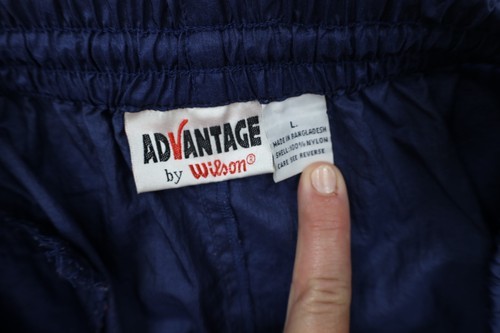 ADVANTAGE
by Wilson®
L.
MADE IN BANGLADESH
SHELL:100% NYLON
CARE SEE REVERSE.